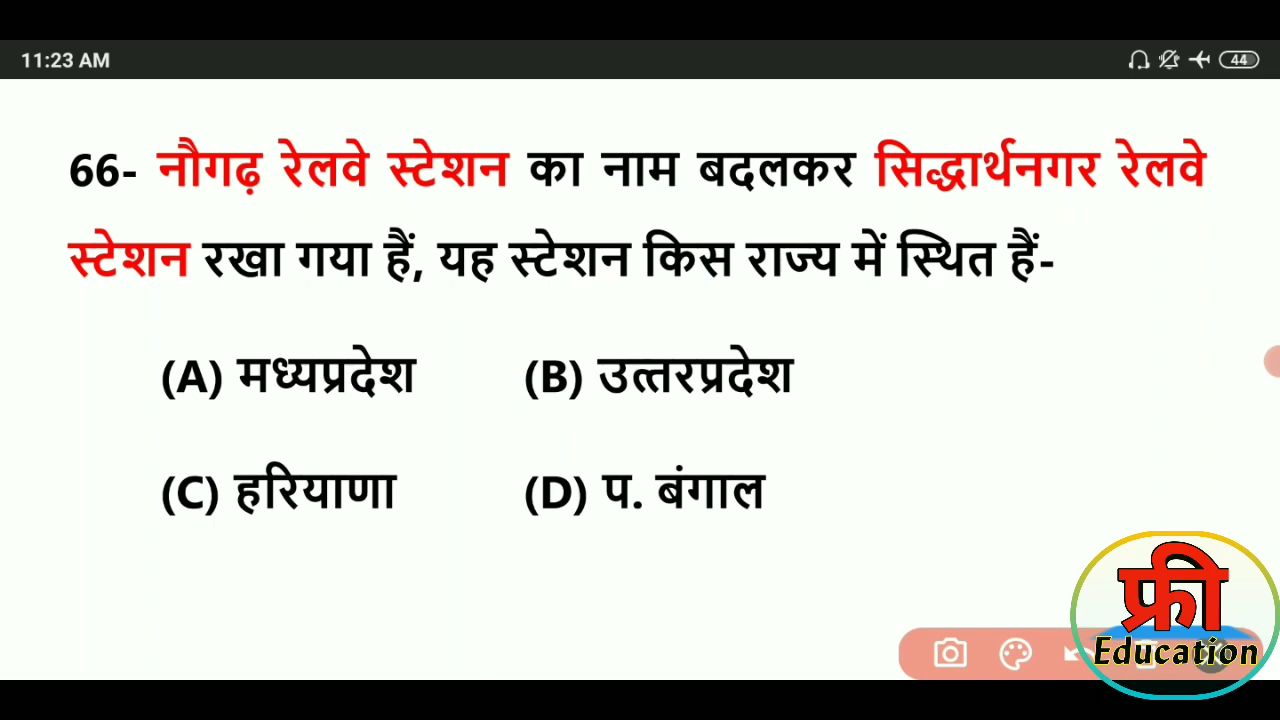 11:23 AM
44
66- नौगढ़ रेलवे स्टेशन का नाम बदलकर सिद्धार्थनगर रेलवे
स्टेशन रखा गया हैं, यह स्टेशन किस राज्य में स्थित हैं-
(A) मध्यप्रदेश (B) उत्तरप्रदेश
(C) हरियाणा (D) प. बंगाल
फ्री
Education